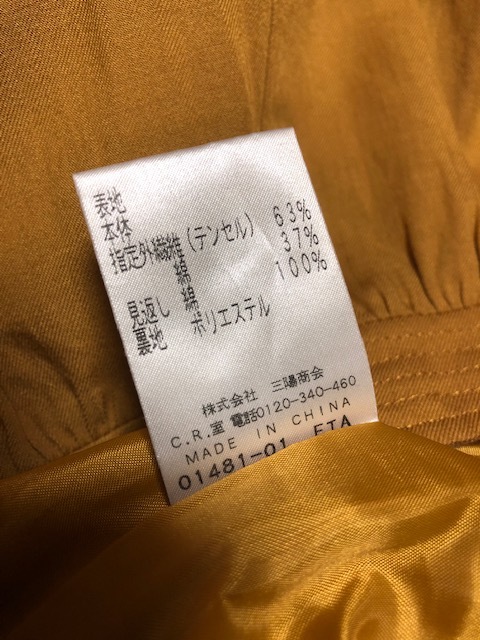 表地
本体
指定外繊維(テンセル) 63%
綿 37%
見返し 綿 100%
裏地 ポリエステル
株式会社 三陽商会
C.R.室 電話0120-340-460
MADE IN CHINA
01481-01 ETA